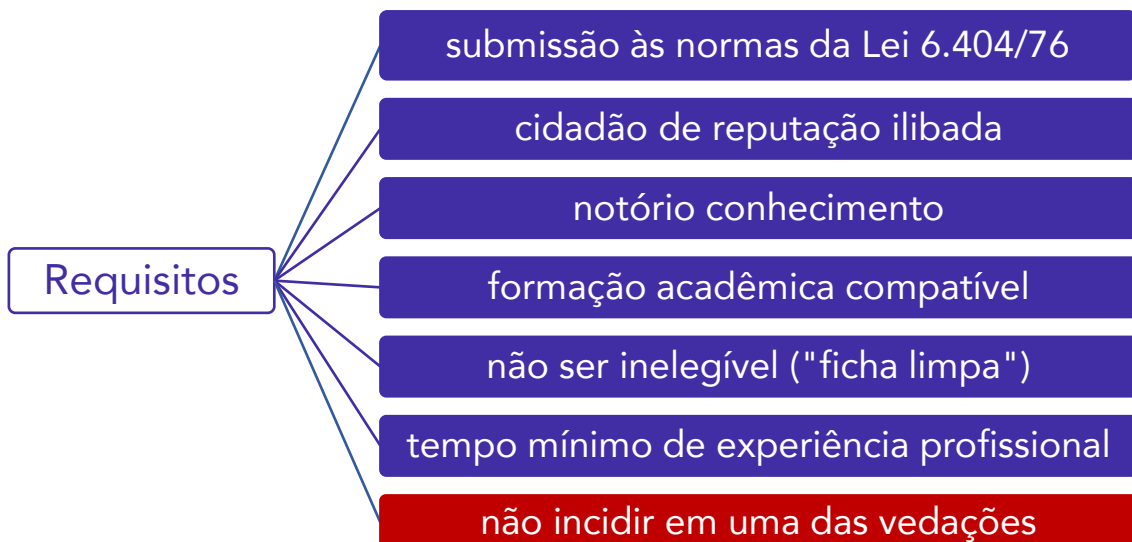 Requisitos
submissão às normas da Lei 6.404/76
cidadão de reputação ilibada
notório conhecimento
formação acadêmica compatível
não ser inelegível ("ficha limpa")
tempo mínimo de experiência profissional
não incidir em uma das vedações